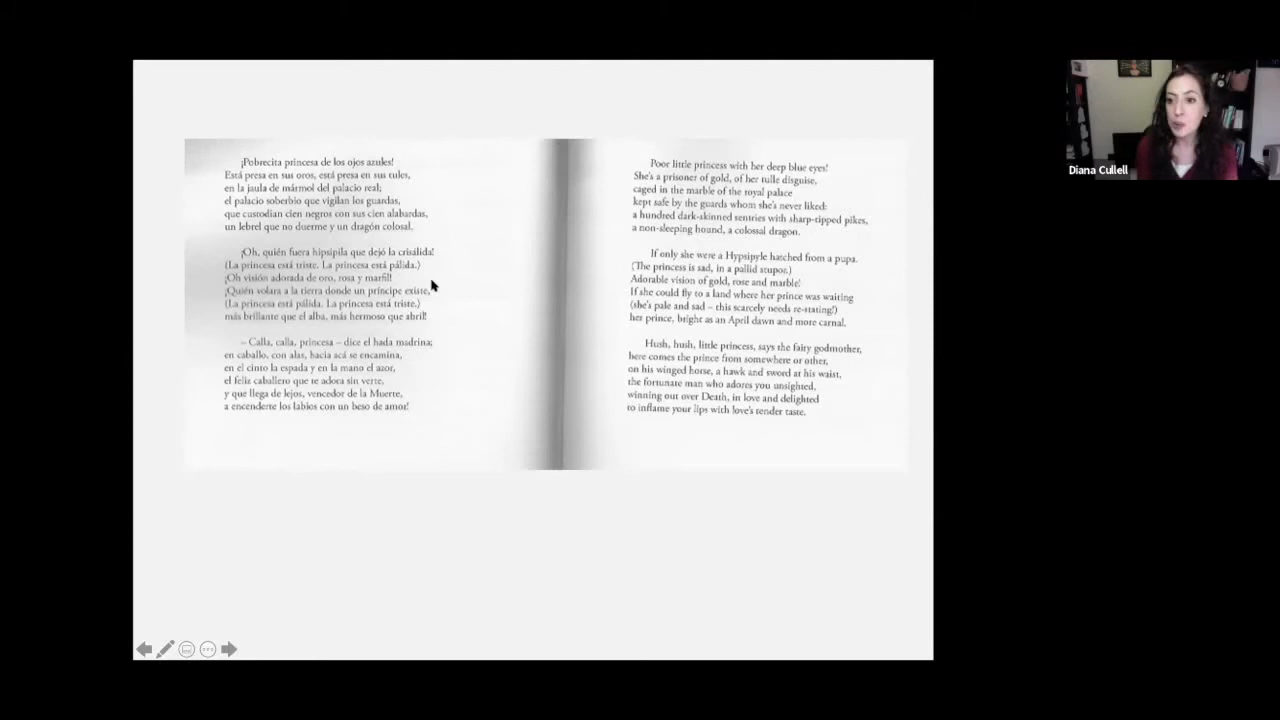 ¡Pobrecita princesa de los ojos azules!
Está presa en sus oros, está presa en sus tules,
en la jaula de mármol del palacio real;
el palacio soberbio que vigilan los guardas,
que custodian cien negros con sus cien alabardas,
un lebrel que no duerme y un dragón colosal.
¡Oh, quién fuera hipsipila que dejó la crisálida!
(La princesa está triste. La princesa está pálida.)
¡Oh visión adorada de oro, rosa y marfil!
¡Quién volara a la tierra donde un príncipe existe,
(La princesa está pálida. La princesa está triste.)
más brillante que el alba, más hermoso que abril!
– Calla, calla, princesa – dice el hada madrina;
en caballo, con alas, hacia acá se encamina,
en el cinto la espada y en la mano el azor,
el feliz caballero que te adora sin verte,
y que llega de lejos, vencedor de la Muerte,
a encenderte los labios con un beso de amor!
Poor little princess with her deep blue eyes!
She's a prisoner of gold, of her tulle disguise,
caged in the marble of the royal palace
kept safe by the guards whom she's never liked:
a hundred dark-skinned sentries with sharp-tipped pikes,
a non-sleeping hound, a colossal dragon.
If only she were a Hypsipyle hatched from a pupa.
(The princess is sad, in a pallid stupor.)
Adorable vision of gold, rose and marble!
If she could fly to a land where her prince was waiting
(she's pale and sad – this scarcely needs re-stating!)
her prince, bright as an April dawn and more carnal.
Hush, hush, little princess, says the fairy godmother,
here comes the prince from somewhere or other,
on his winged horse, a hawk and sword at his waist,
the fortunate man who adores you unsighted,
winning out over Death, in love and delighted
to inflame your lips with love's tender taste.
Diana Cullell